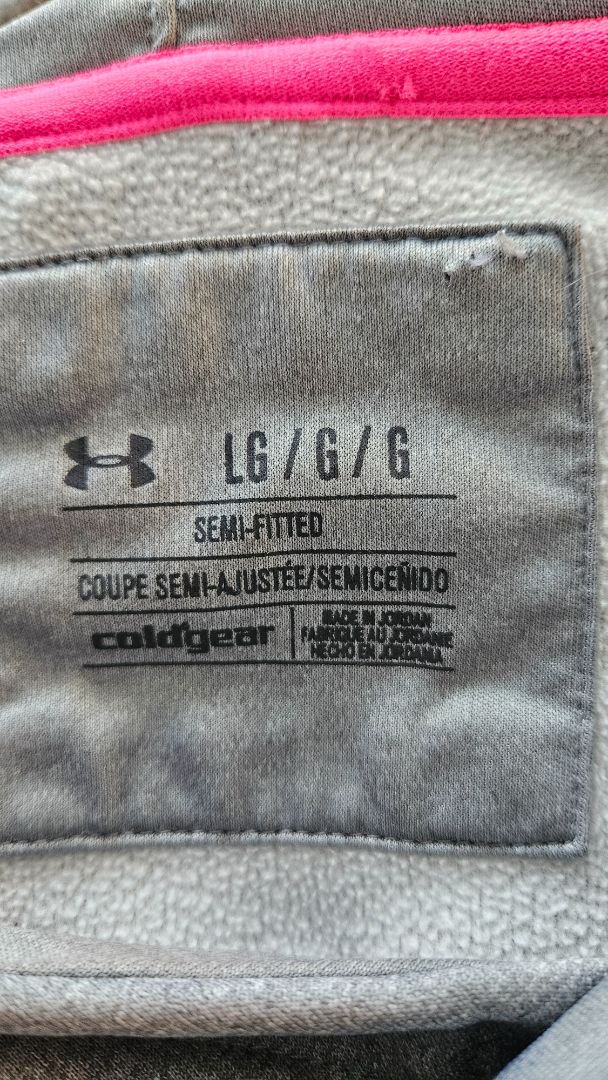 LG / G / G
SEMI-FITTED
COUPE SEMI-AJUSTÉE/SEMICEÑIDO
coldgear
MADE IN JORDAN
FABRIQUÉ AU JORDANIE
HECHO EN JORDANIA